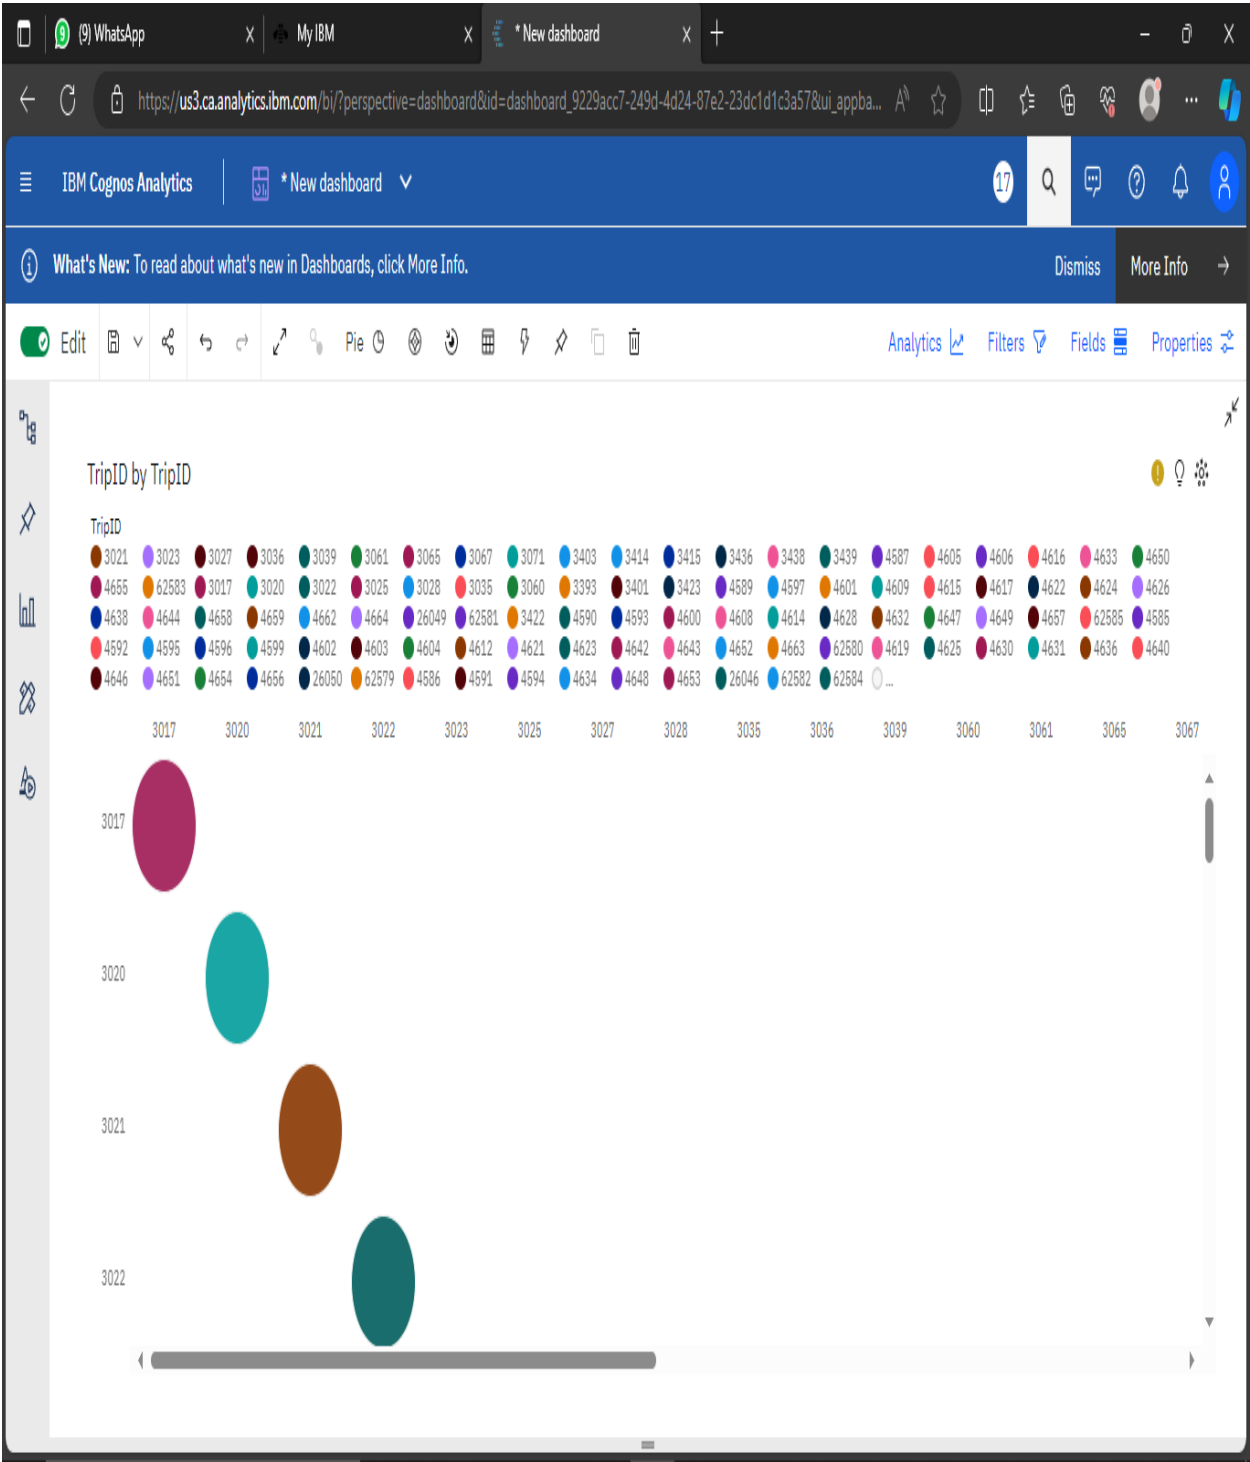 (9) WhatsApp
My IBM
* New dashboard
https://us3.ca.analytics.ibm.com/bi/?perspective=dashboard&id=dashboard_9229acc7-249d-4d24-87e2-23dc1d1c3a57&ui_appba...
IBM Cognos Analytics
* New dashboard
17
What's New: To read about what's new in Dashboards, click More Info.
Dismiss
More Info
Edit
Pie
Analytics
Filters
Fields
Properties
TripID by TripID
TripID
3021 3023 3027 3036 3039 3061 3065 3067 3071 3403 3414 3415 3436 3438 3439 4587 4605 4606 4616 4633 4650
4655 62583 3017 3020 3022 3025 3028 3035 3060 3393 3401 3423 4589 4597 4601 4609 4615 4617 4622 4624 4626
4638 4644 4658 4659 4662 4664 26049 62581 3422 4590 4593 4600 4608 4614 4628 4632 4647 4649 4657 62585 4585
4592 4595 4596 4599 4602 4603 4604 4612 4621 4623 4642 4643 4652 4663 62580 4619 4625 4630 4631 4636 4640
4646 4651 4654 4656 26050 62579 4586 4591 4594 4634 4648 4653 26046 62582 62584 ...
3017 3020 3021 3022 3023 3025 3027 3028 3035 3036 3039 3060 3061 3065 3067
3017
3020
3021
3022